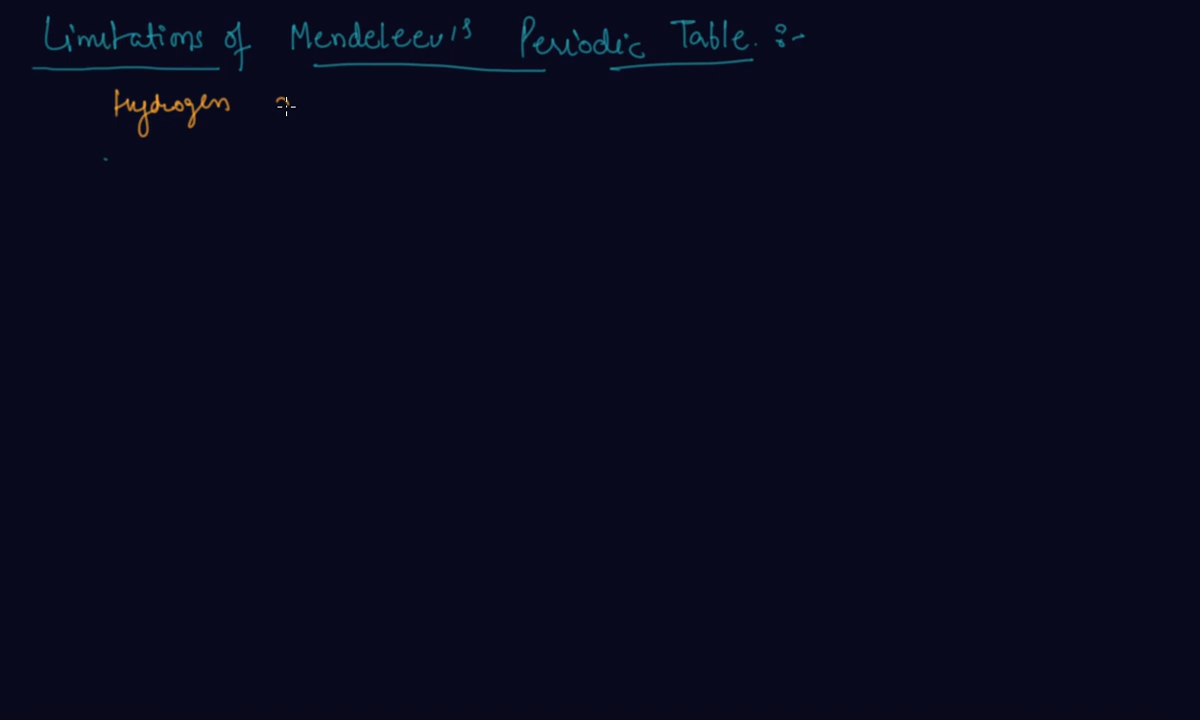 Limitations of Mendeleev's Periodic Table. :-
Hydrogen